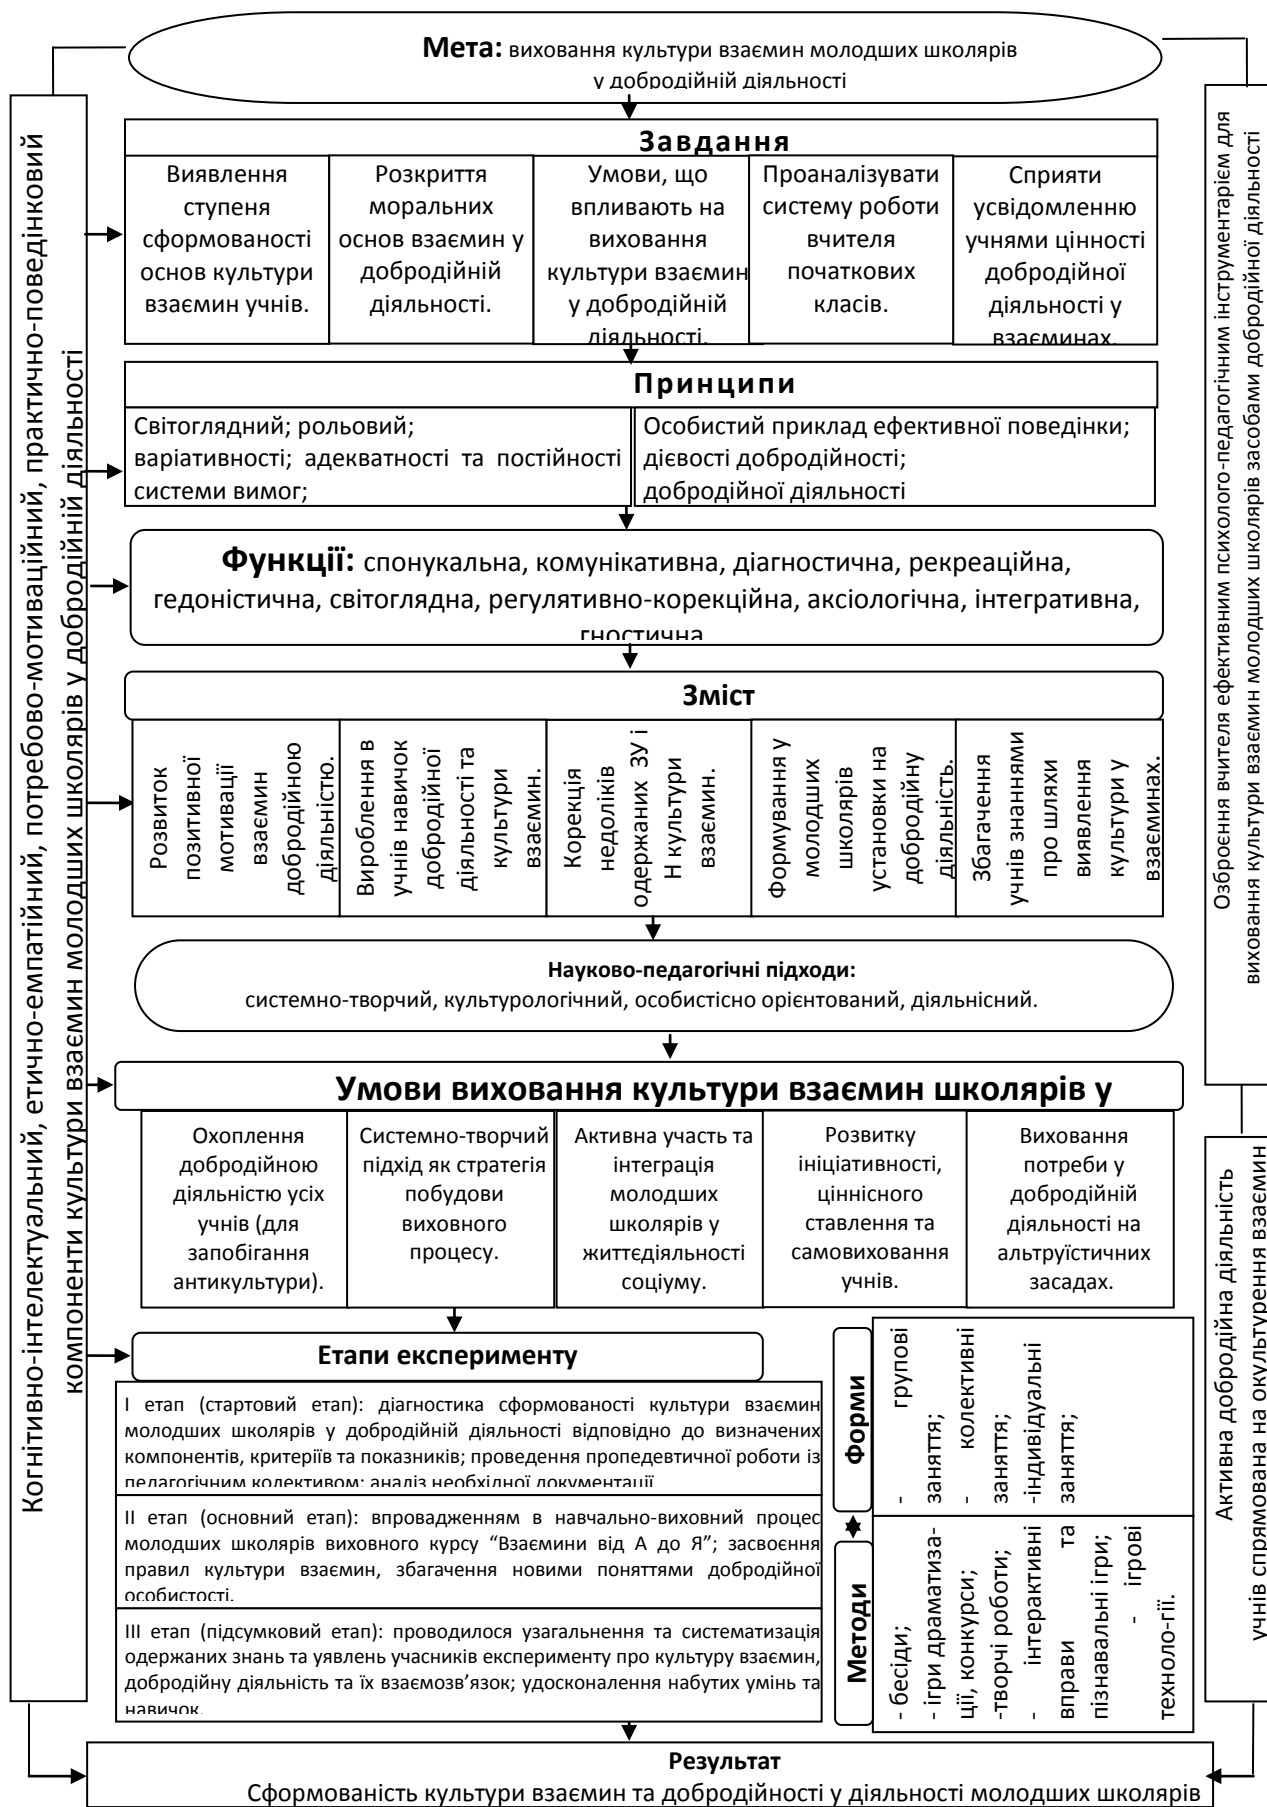 Мета: виховання культури взаємин молодших школярів
у добродійній діяльності
Завдання
Виявлення
ступеня
сформованості
основ культури
взаємин учнів.
Розкриття
моральних
основ взаємин у
добродійній
діяльності.
Умови, що
впливають на
виховання
культури взаємин
у добродійній
діяльності.
Проаналізувати
систему роботи
вчителя
початкових
класів.
Сприяти
усвідомленню
учнями цінності
добродійної
діяльності у
взаєминах.
Принципи
Світоглядний; рольовий;
варіативності; адекватності та постійності
системи вимог;
Особистий приклад ефективної поведінки;
дієвості добродійності;
добродійної діяльності
Функції: спонукальна, комунікативна, діагностична, рекреаційна,
гедоністична, світоглядна, регулятивно-корекційна, аксіологічна, інтегративна,
гностична
Зміст
Розвиток
позитивної
мотивації
взаємин
добродійною
діяльністю.
Вироблення в
учнів навичок
добродійної
діяльності та
культури
взаємин.
Корекція
недоліків
одержаних ЗУ і
Н культури
взаємин.
Формування у
молодших
школярів
установки на
добродійну
діяльність.
Збагачення
учнів знаннями
про шляхи
виявлення
культури у
взаєминах.
Науково-педагогічні підходи:
системно-творчий, культурологічний, особистісно орієнтований, діяльнісний.
Умови виховання культури взаємин школярів у
Охоплення
добродійною
діяльністю усіх
учнів (для
запобігання
антикультури).
Системно-творчий
підхід як стратегія
побудови
виховного
процесу.
Активна участь та
інтеграція
молодших
школярів у
життєдіяльності
соціуму.
Розвитку
ініціативності,
ціннісного
ставлення та
самовиховання
учнів.
Виховання
потреби у
добродійній
діяльності на
альтруїстичних
засадах.
Етапи експерименту
І етап (стартовий етап): діагностика сформованості культури взаємин
молодших школярів у добродійній діяльності відповідно до визначених
компонентів, критеріїв та показників; проведення пропедевтичної роботи із
педагогічним колективом; аналіз необхідної документації
ІІ етап (основний етап): впровадженням в навчально-виховний процес
молодших школярів виховного курсу “Взаємини від А до Я”; засвоєння
правил культури взаємин, збагачення новими поняттями добродійної
особистості.
ІІІ етап (підсумковий етап): проводилося узагальнення та систематизація
одержаних знань та уявлень учасників експерименту про культуру взаємин,
добродійну діяльність та їх взаємозв’язок; удосконалення набутих умінь та
навичок.
Форми
- групові
заняття;
- колективні
заняття;
-індивідуальні
заняття;
Методи
- бесіди;
- ігри драматиза-
ції, конкурси;
-творчі роботи;
- інтерактивні
вправи та
пізнавальні ігри;
- ігрові
техноло-гії.
Результат
Сформованість культури взаємин та добродійності у діяльності молодших школярів
Когнітивно-інтелектуальний, етично-емпатійний, потребово-мотиваційний, практично-поведінковий
компоненти культури взаємин молодших школярів у добродійній діяльності
Озброєння вчителя ефективним психолого-педагогічним інструментарієм для
виховання культури взаємин молодших школярів засобами добродійної діяльності
Активна добродійна діяльність
учнів спрямована на окультурення взаємин